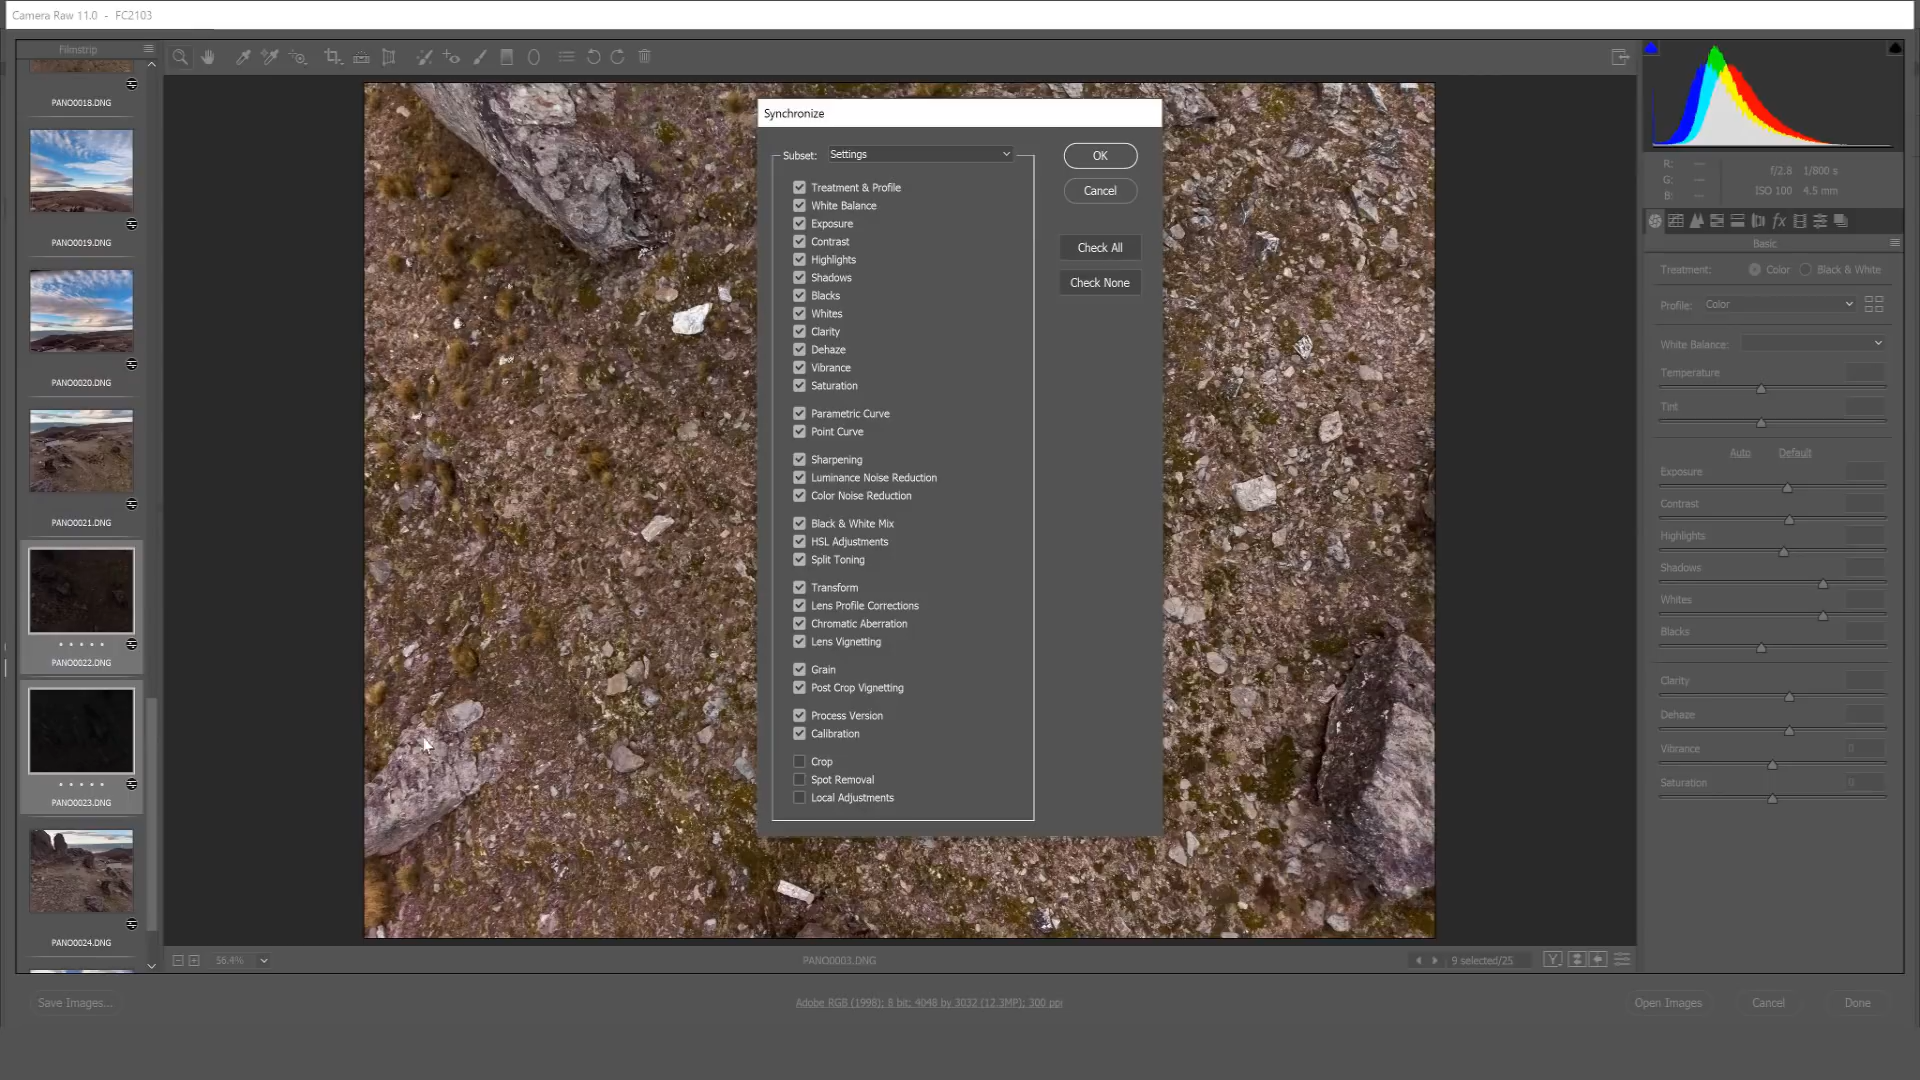 Camera Raw 11.0 - FC2103
Filmstrip
PANO0018.DNG
PANO0019.DNG
PANO0020.DNG
PANO0021.DNG
PANO0022.DNG
PANO0023.DNG
PANO0024.DNG
Synchronize
Subset: Settings
Treatment & Profile
White Balance
Exposure
Contrast
Highlights
Shadows
Blacks
Whites
Clarity
Dehaze
Vibrance
Saturation
Parametric Curve
Point Curve
Sharpening
Luminance Noise Reduction
Color Noise Reduction
Black & White Mix
HSL Adjustments
Split Toning
Transform
Lens Profile Corrections
Chromatic Aberration
Lens Vignetting
Grain
Post Crop Vignetting
Process Version
Calibration
Crop
Spot Removal
Local Adjustments
OK
Cancel
Check All
Check None
R: ---
G: ---
B: ---
f/2.8 1/800 s
ISO 100 4.5 mm
fx
Basic
Treatment: Color Black & White
Profile: Color
White Balance:
Temperature
Tint
Auto Default
Exposure
Contrast
Highlights
Shadows
Whites
Blacks
Clarity
Dehaze
Vibrance 0
Saturation 0
56.4%
PANO0003.DNG
9 selected/25
Y
Save Images...
Adobe RGB (1998); 8 bit; 4048 by 3032 (12.3MP); 300 ppi
Open Images
Cancel
Done